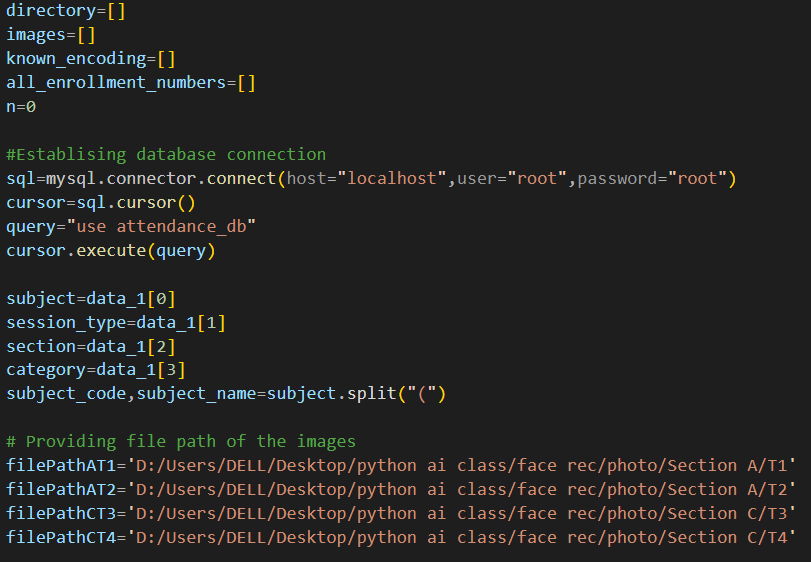 directory=[]
images=[]
known_encoding=[]
all_enrollment_numbers=[]
n=0
#Establising database connection
sql=mysql.connector.connect(host="localhost",user="root",password="root")
cursor=sql.cursor()
query="use attendance_db"
cursor.execute(query)
subject=data_1[0]
session_type=data_1[1]
section=data_1[2]
category=data_1[3]
subject_code,subject_name=subject.split("(")
# Providing file path of the images
filePathAT1='D:/Users/DELL/Desktop/python ai class/face rec/photo/Section A/T1'
filePathAT2='D:/Users/DELL/Desktop/python ai class/face rec/photo/Section A/T2'
filePathCT3='D:/Users/DELL/Desktop/python ai class/face rec/photo/Section C/T3'
filePathCT4='D:/Users/DELL/Desktop/python ai class/face rec/photo/Section C/T4'